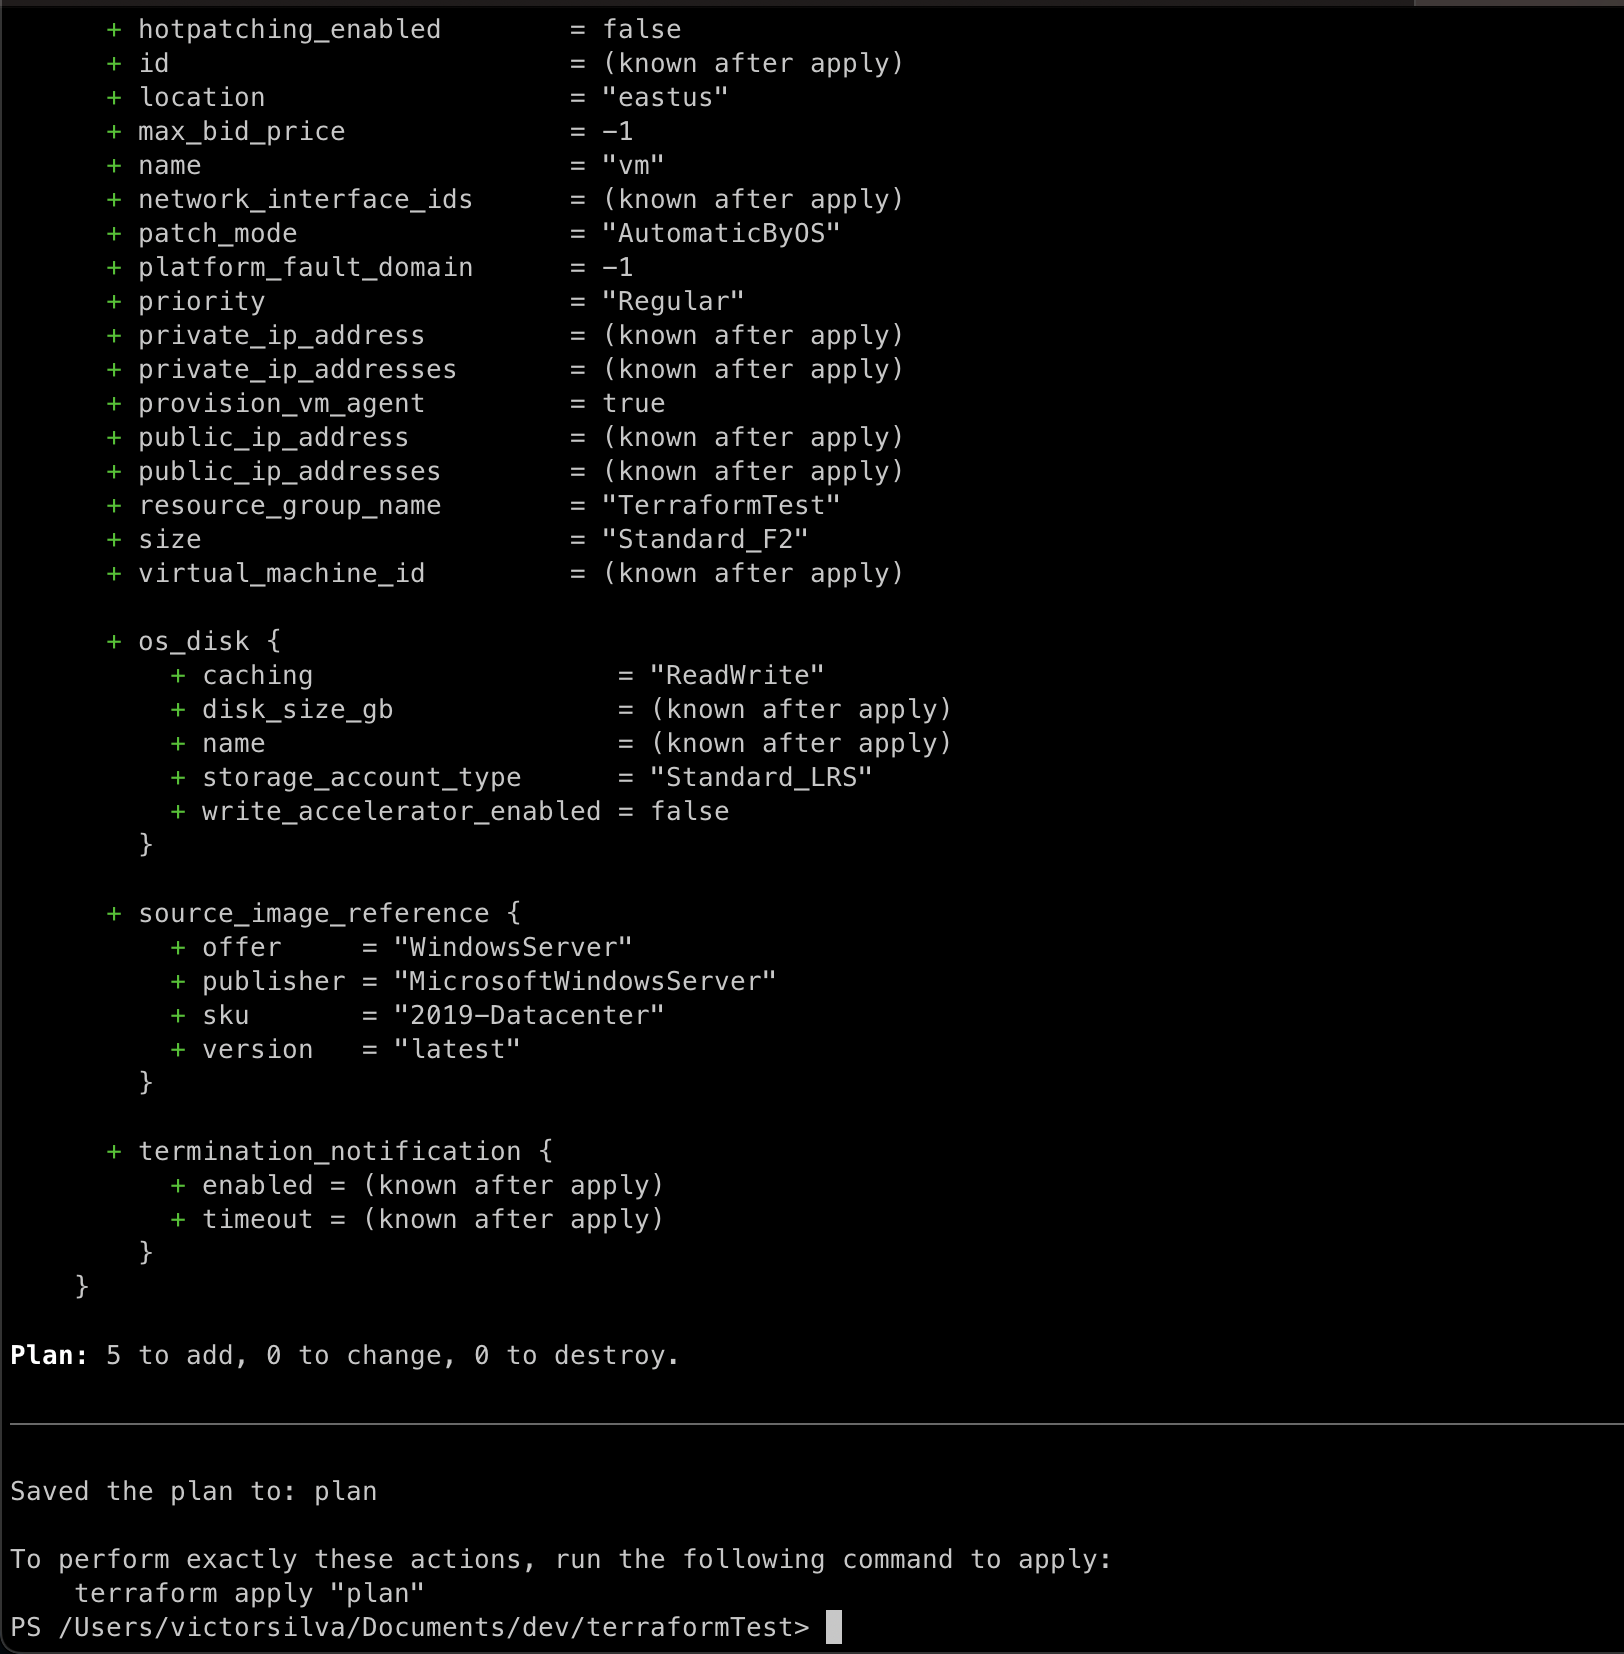 + hotpatching_enabled        = false
+ id                         = (known after apply)
+ location                   = "eastus"
+ max_bid_price              = -1
+ name                       = "vm"
+ network_interface_ids      = (known after apply)
+ patch_mode                 = "AutomaticByOS"
+ platform_fault_domain      = -1
+ priority                   = "Regular"
+ private_ip_address         = (known after apply)
+ private_ip_addresses       = (known after apply)
+ provision_vm_agent         = true
+ public_ip_address          = (known after apply)
+ public_ip_addresses        = (known after apply)
+ resource_group_name        = "TerraformTest"
+ size                       = "Standard_F2"
+ virtual_machine_id         = (known after apply)

+ os_disk {
    + caching                   = "ReadWrite"
    + disk_size_gb              = (known after apply)
    + name                      = (known after apply)
    + storage_account_type      = "Standard_LRS"
    + write_accelerator_enabled = false
  }

+ source_image_reference {
    + offer     = "WindowsServer"
    + publisher = "MicrosoftWindowsServer"
    + sku       = "2019-Datacenter"
    + version   = "latest"
  }

+ termination_notification {
    + enabled = (known after apply)
    + timeout = (known after apply)
  }
}

Plan: 5 to add, 0 to change, 0 to destroy.

Saved the plan to: plan

To perform exactly these actions, run the following command to apply:
    terraform apply "plan"
PS /Users/victorsilva/Documents/dev/terraformTest>